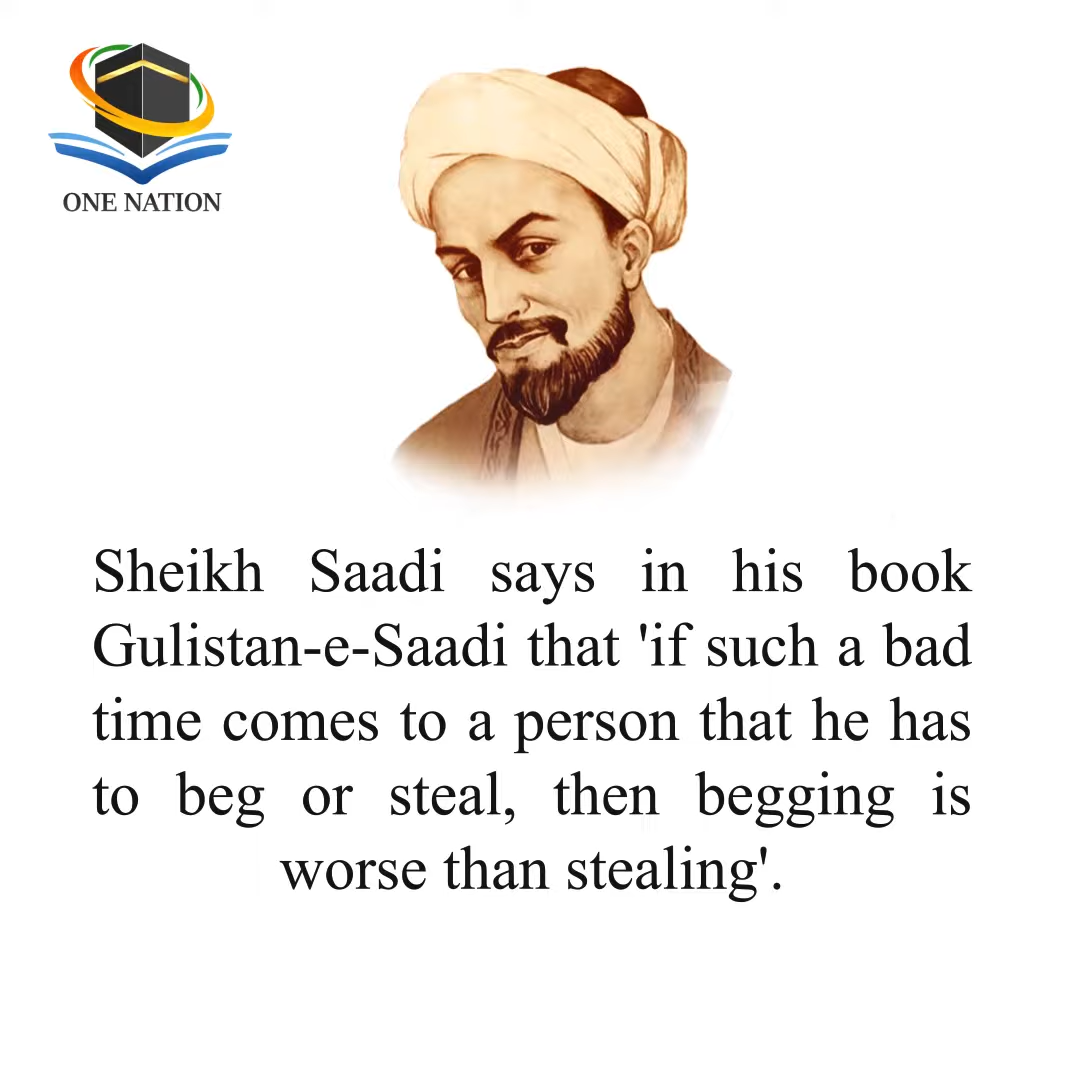 ONE NATION
Sheikh Saadi says in his book
Gulistan-e-Saadi that 'if such a bad
time comes to a person that he has
to beg or steal, then begging is
worse than stealing'.